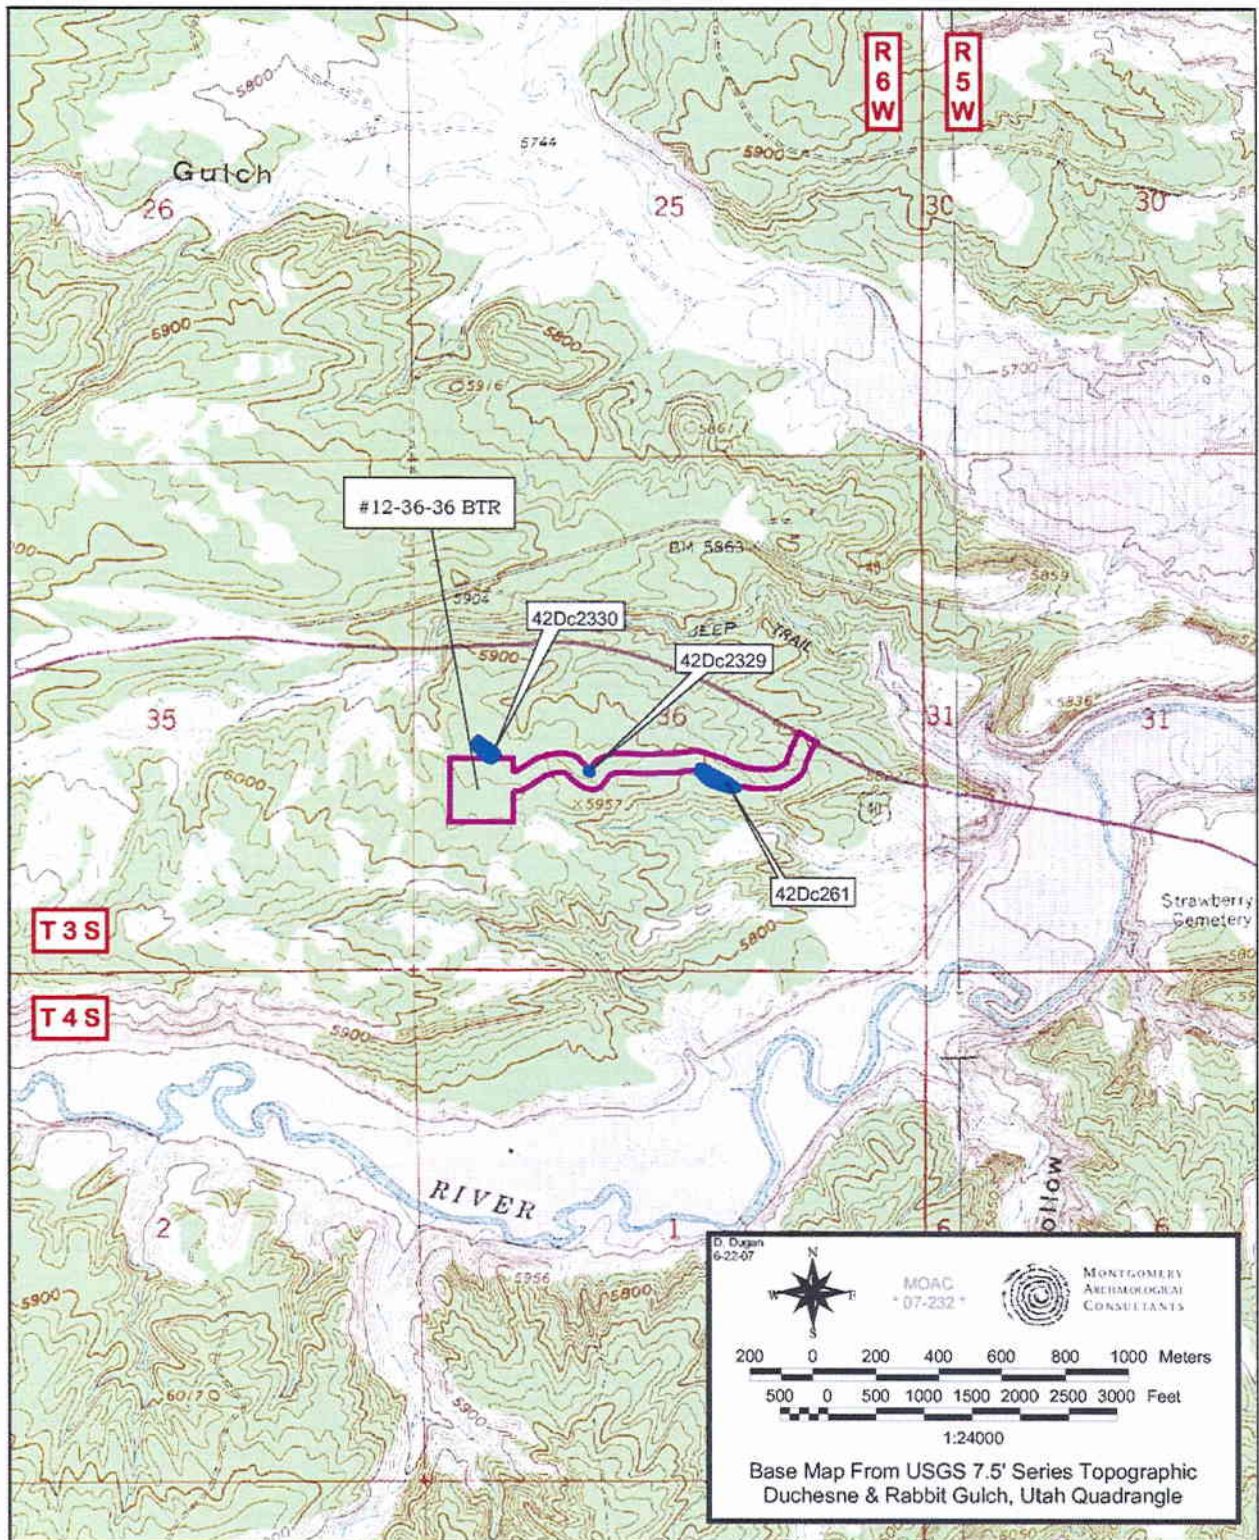 R
6
W
R
5
W
5800
5744
5900
Gulch
26
25
30
30
5900
5800
5700
5916
5861
#12-36-36 BTR
BM 5863
40
5859
5904
42Dc2330
JEEP TRAIL
5900
42Dc2329
35
36
31
31
5836
6000
5957
40
42Dc261
Strawberry
Cemetery
T 3 S
5800
T 4 S
5900
RIVER
5850
ollow
2
1
6
6
5956
5800
5900
6017
5900
D. Dugan
6-22-07
N
W
E
S
MOAC
* 07-232 *
MONTGOMERY
ARCHAEOLOGICAL
CONSULTANTS
200 0 200 400 600 800 1000 Meters
500 0 500 1000 1500 2000 2500 3000 Feet
1:24000
Base Map From USGS 7.5' Series Topographic
Duchesne & Rabbit Gulch, Utah Quadrangle